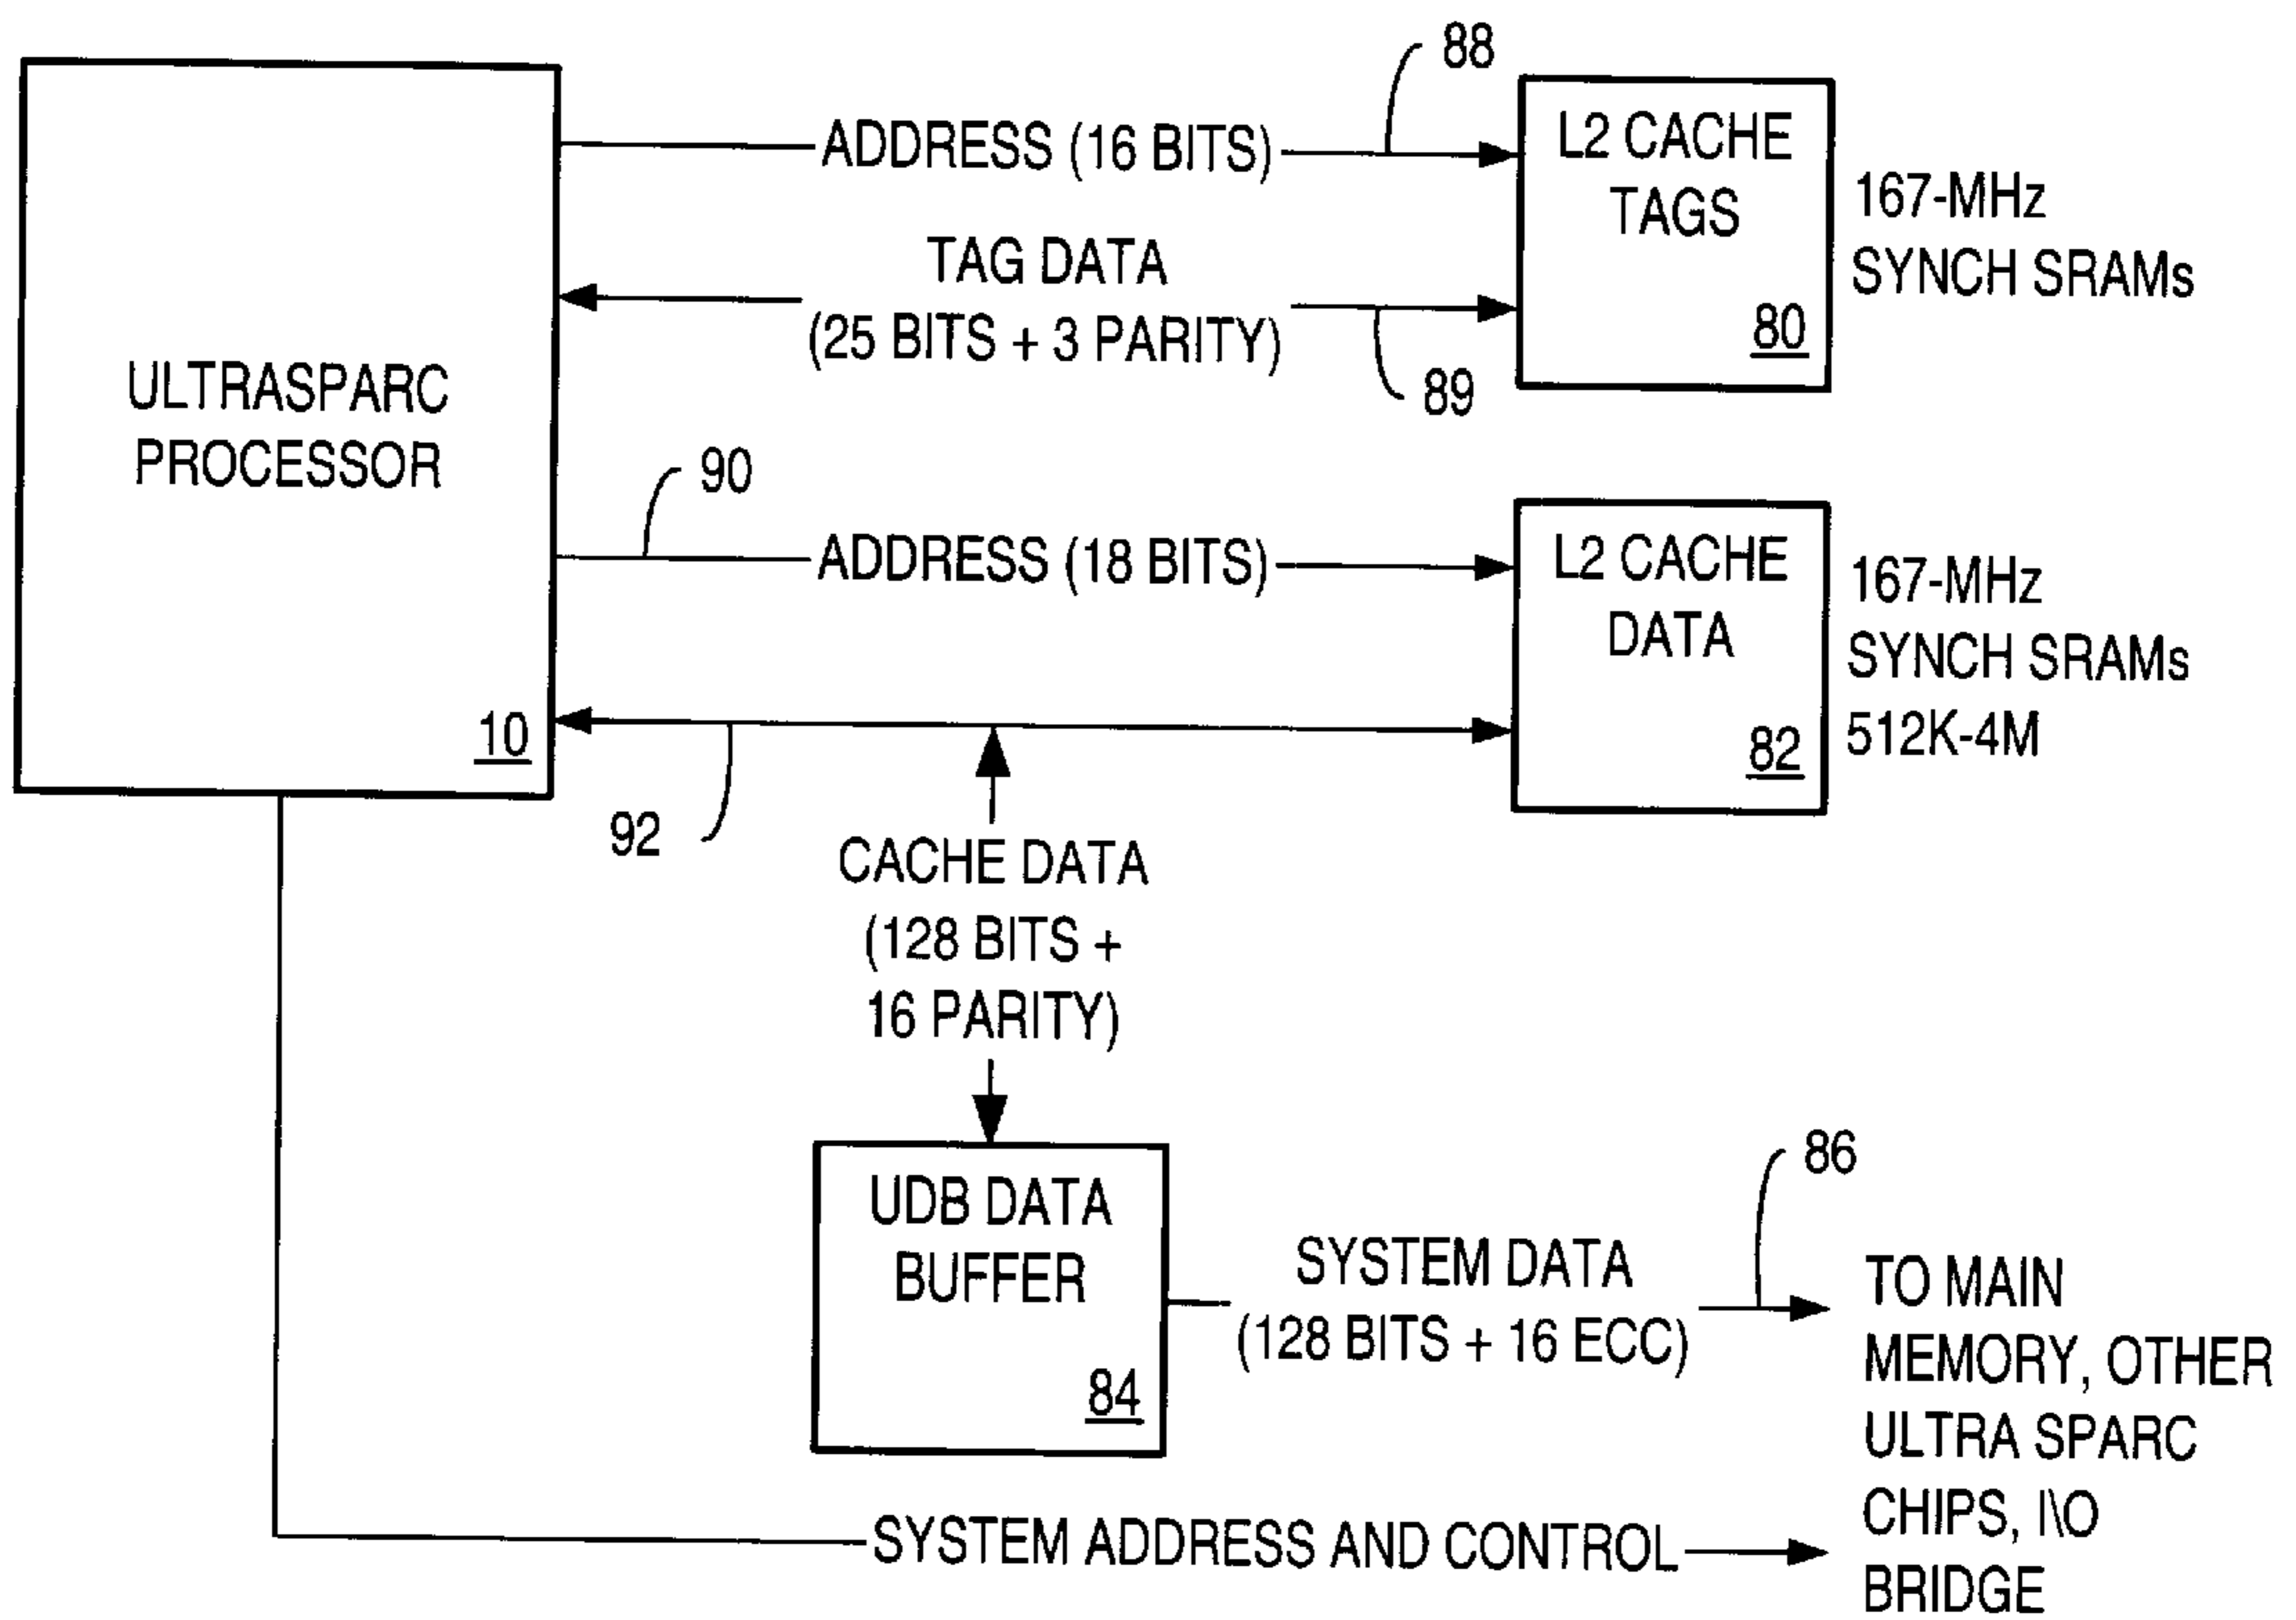 ULTRASPARC
PROCESSOR
10
88
ADDRESS (16 BITS)
TAG DATA
(25 BITS + 3 PARITY)
89
L2 CACHE
TAGS
80
167-MHz
SYNCH SRAMs
90
ADDRESS (18 BITS)
L2 CACHE
DATA
82
167-MHz
SYNCH SRAMs
512K-4M
92
CACHE DATA
(128 BITS +
16 PARITY)
UDB DATA
BUFFER
84
SYSTEM DATA
(128 BITS + 16 ECC)
86
TO MAIN
MEMORY, OTHER
ULTRA SPARC
CHIPS, I\O
BRIDGE
SYSTEM ADDRESS AND CONTROL